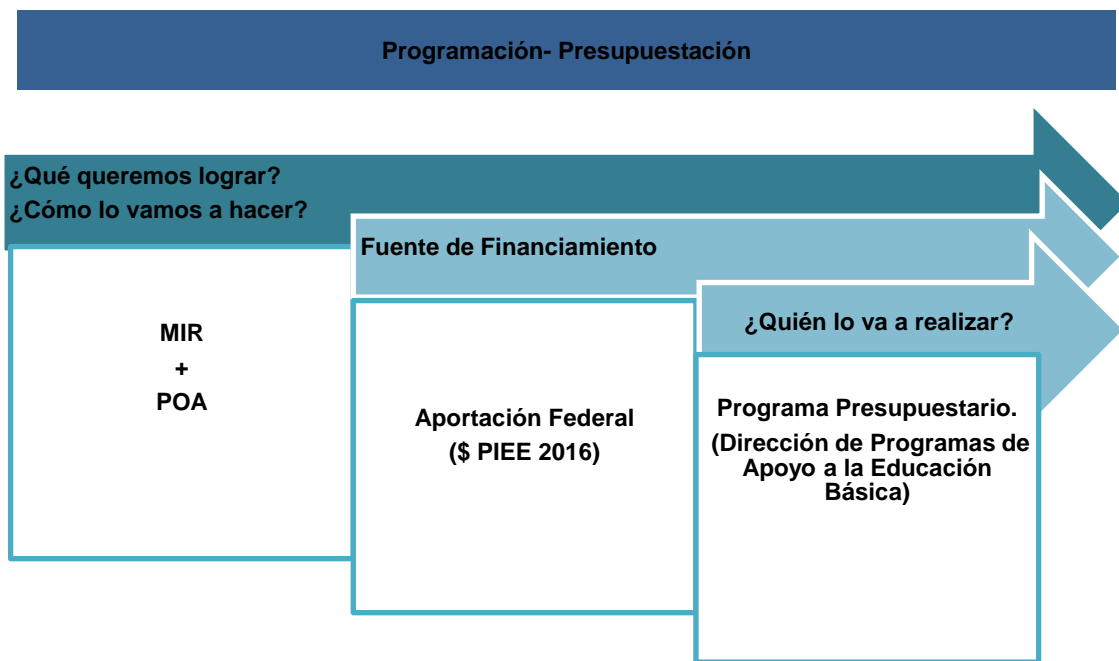 Programación- Presupuestación
¿Qué queremos lograr?
¿Cómo lo vamos a hacer?
Fuente de Financiamiento
¿Quién lo va a realizar?
MIR
+
POA
Aportación Federal
($ PIEE 2016)
Programa Presupuestario.
(Dirección de Programas de
Apoyo a la Educación
Básica)